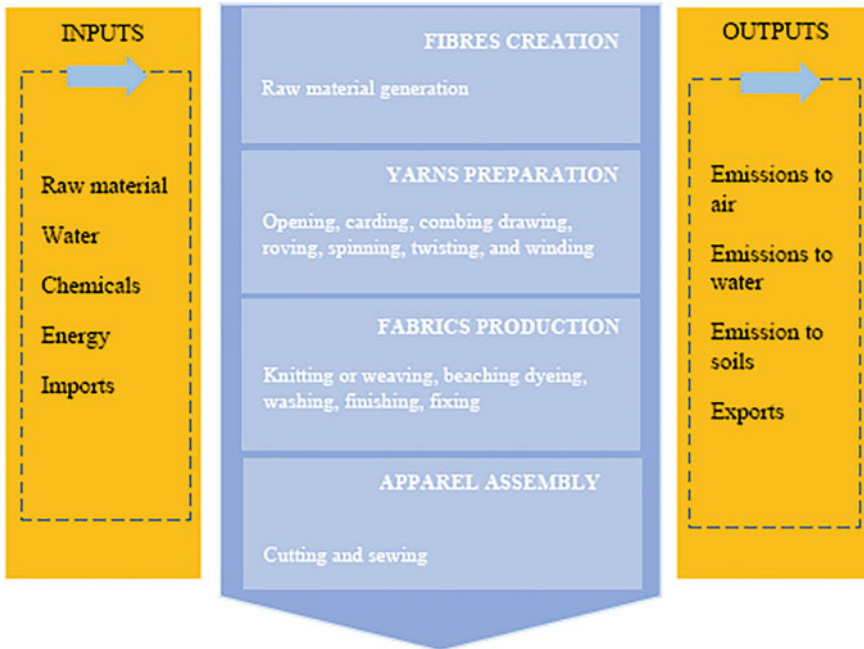 INPUTS
Raw material
Water
Chemicals
Energy
Imports
FIBRES CREATION
Raw material generation
YARNS PREPARATION
Opening, carding, combing drawing,
roving, spinning, twisting, and winding
FABRICS PRODUCTION
Knitting or weaving, beaching dyeing,
washing, finishing, fixing
APPAREL ASSEMBLY
Cutting and sewing
OUTPUTS
Emissions to
air
Emissions to
water
Emission to
soils
Exports